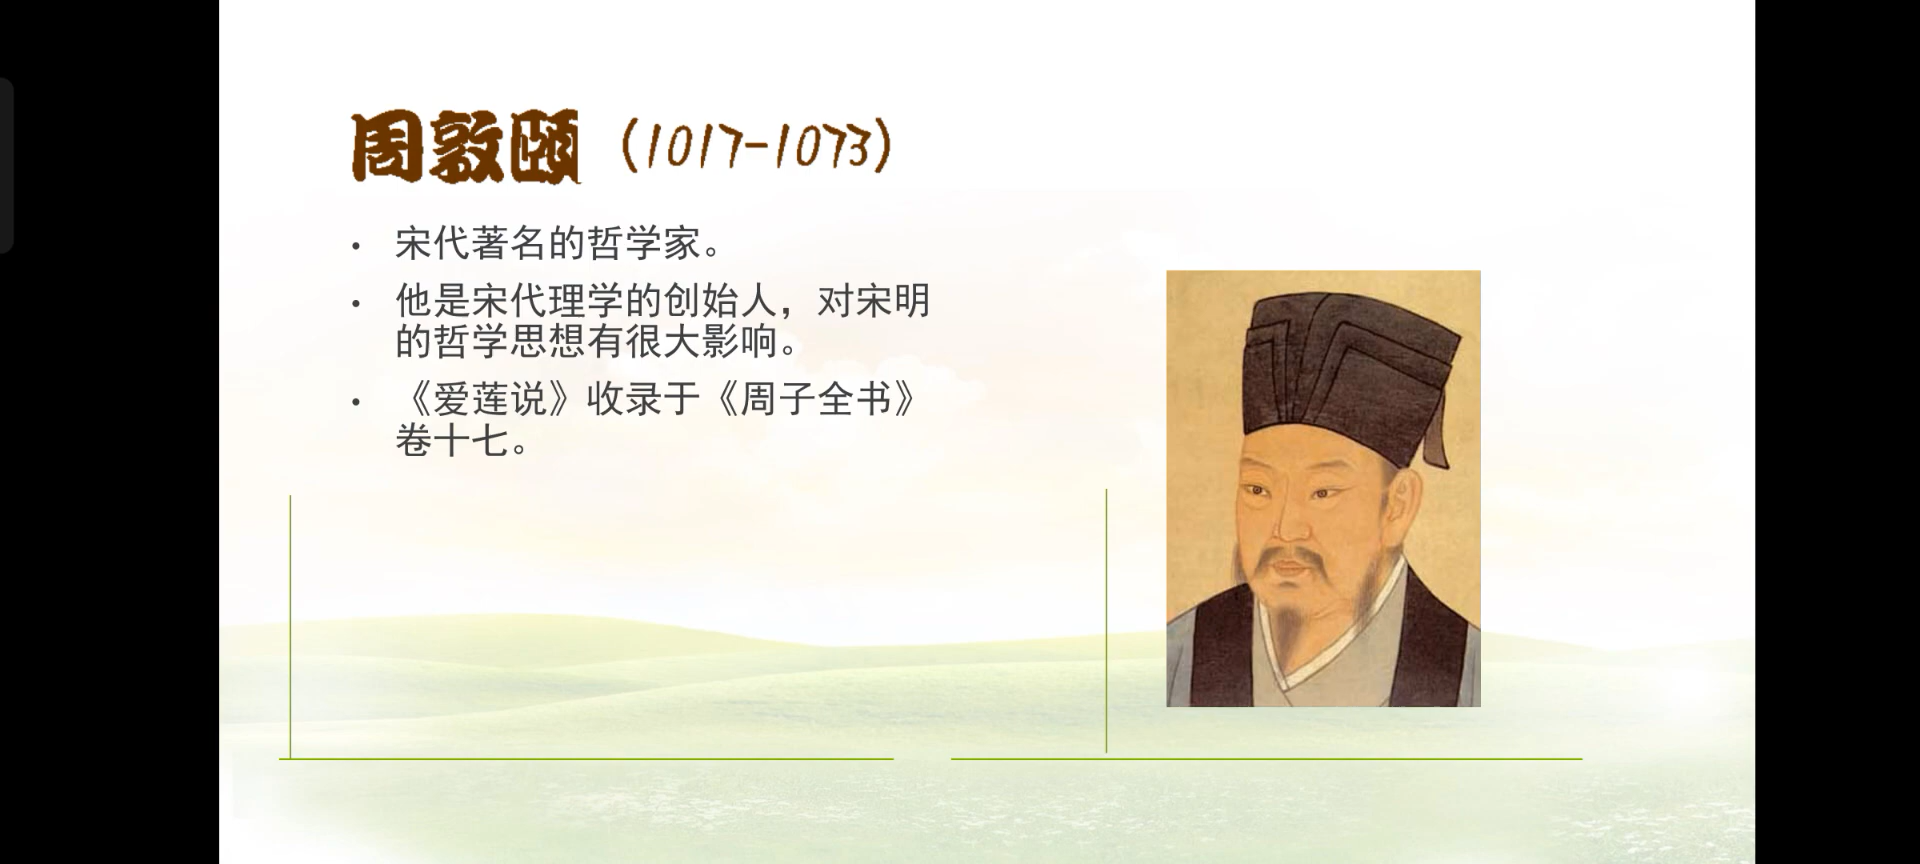 周敦颐（1017-1073）
• 宋代著名的哲学家。
• 他是宋代理学的创始人，对宋明
的哲学思想有很大影响。
• 《爱莲说》收录于《周子全书》
卷十七。